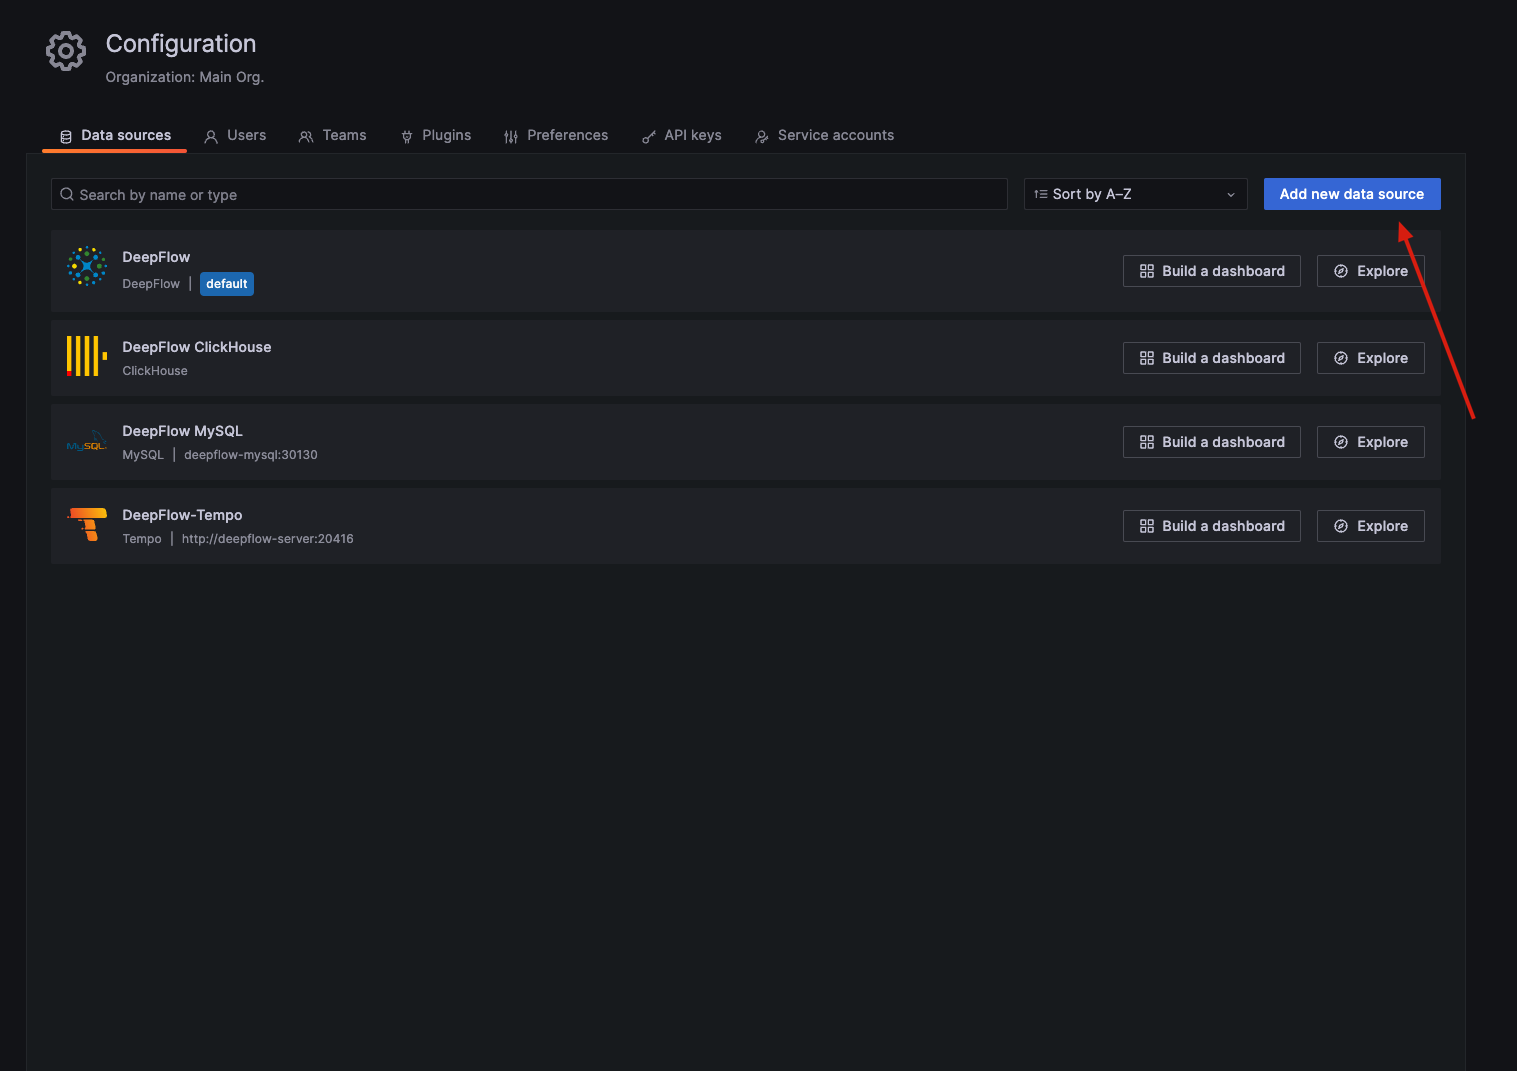 Configuration
Organization: Main Org.
Data sources Users Teams Plugins Preferences API keys Service accounts
Search by name or type Sort by A–Z Add new data source
DeepFlow
DeepFlow | default Build a dashboard Explore
DeepFlow ClickHouse
ClickHouse Build a dashboard Explore
DeepFlow MySQL
MySQL MySQL | deepflow-mysql:30130 Build a dashboard Explore
DeepFlow-Tempo
Tempo | http://deepflow-server:20416 Build a dashboard Explore